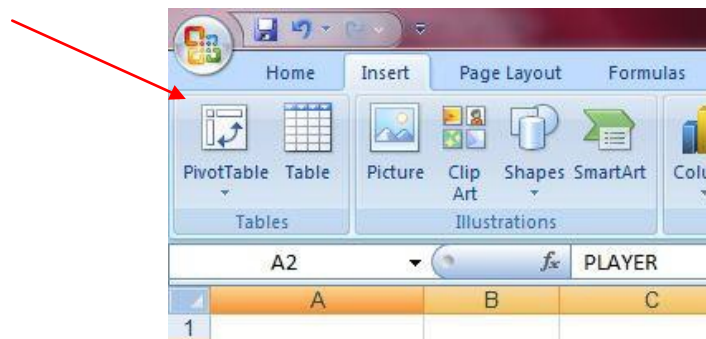 Home Insert Page Layout Formulas
PivotTable Table Picture Clip Art Shapes SmartArt Colu
Tables Illustrations
A2 fx PLAYER
A B C
1